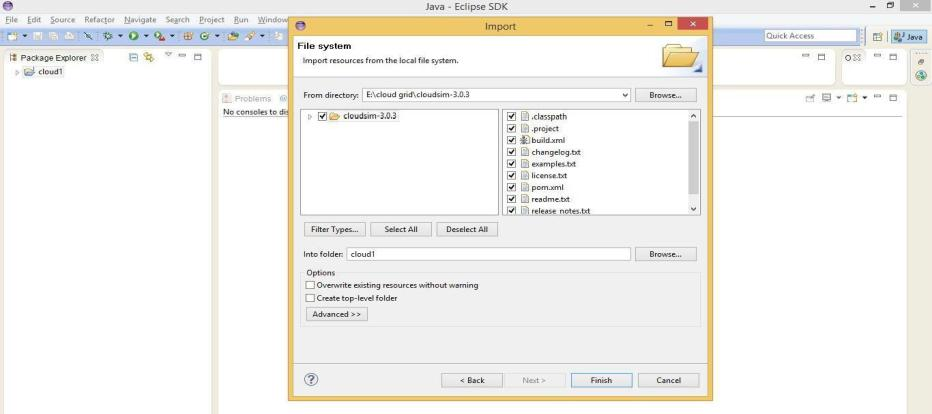 Java - Eclipse SDK
File Edit Source Refactor Navigate Search Project Run Window
Quick Access
Java
Package Explorer
cloud1
Problems @
No consoles to dis
Import
File system
Import resources from the local file system.
From directory: E:\cloud grid\cloudsim-3.0.3
Browse...
cloudsim-3.0.3
.classpath
.project
build.xml
changelog.txt
examples.txt
license.txt
pom.xml
readme.txt
release_notes.txt
Filter Types... Select All Deselect All
Into folder: cloud1
Browse...
Options
Overwrite existing resources without warning
Create top-level folder
Advanced >>
< Back Next > Finish Cancel